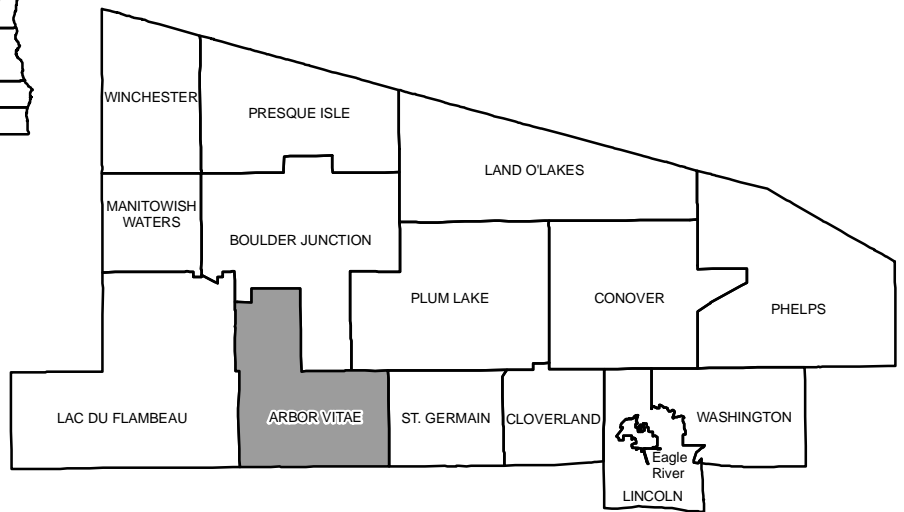 WINCHESTER
PRESQUE ISLE
LAND O'LAKES
MANITOWISH
WATERS
BOULDER JUNCTION
PLUM LAKE
CONOVER
PHELPS
LAC DU FLAMBEAU
ARBOR VITAE
ST. GERMAIN
CLOVERLAND
WASHINGTON
Eagle
River
LINCOLN